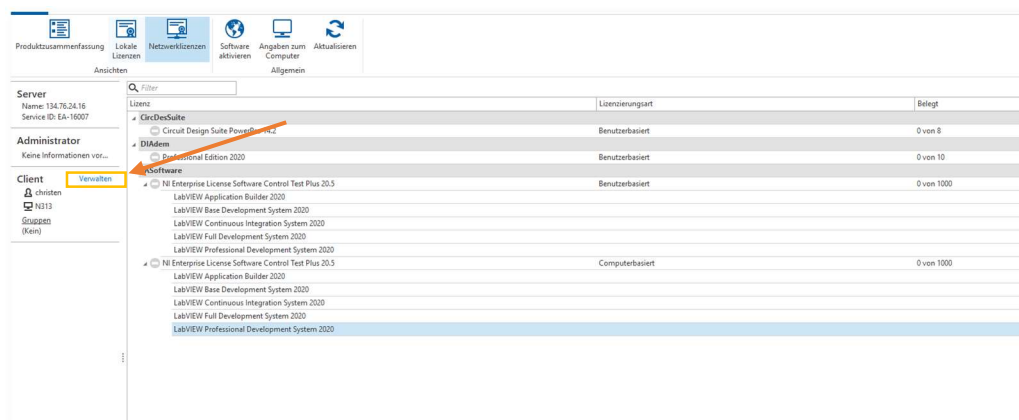 Produktzusammenfassung
Lokale Lizenzen
Netzwerklizenzen
Software aktivieren
Angaben zum Computer
Aktualisieren
Ansichten
Allgemein
Server
Name: 134.76.24.16
Service ID: EA-16007
Administrator
Keine Informationen vor...
Client Verwalten
christen
N313
Gruppen
(Kein)
Filter
Lizenz Lizenzierungsart Belegt
CircDesSuite
Circuit Design Suite 14.2 Benutzerbasiert 0 von 8
DIAdem
Professional Edition 2020 Benutzerbasiert 0 von 10
NI Enterprise License Software Control Test Plus 20.5 Benutzerbasiert 0 von 1000
LabVIEW Application Builder 2020
LabVIEW Base Development System 2020
LabVIEW Continuous Integration System 2020
LabVIEW Full Development System 2020
LabVIEW Professional Development System 2020
NI Enterprise License Software Control Test Plus 20.5 Computerbasiert 0 von 1000
LabVIEW Application Builder 2020
LabVIEW Base Development System 2020
LabVIEW Continuous Integration System 2020
LabVIEW Full Development System 2020
LabVIEW Professional Development System 2020